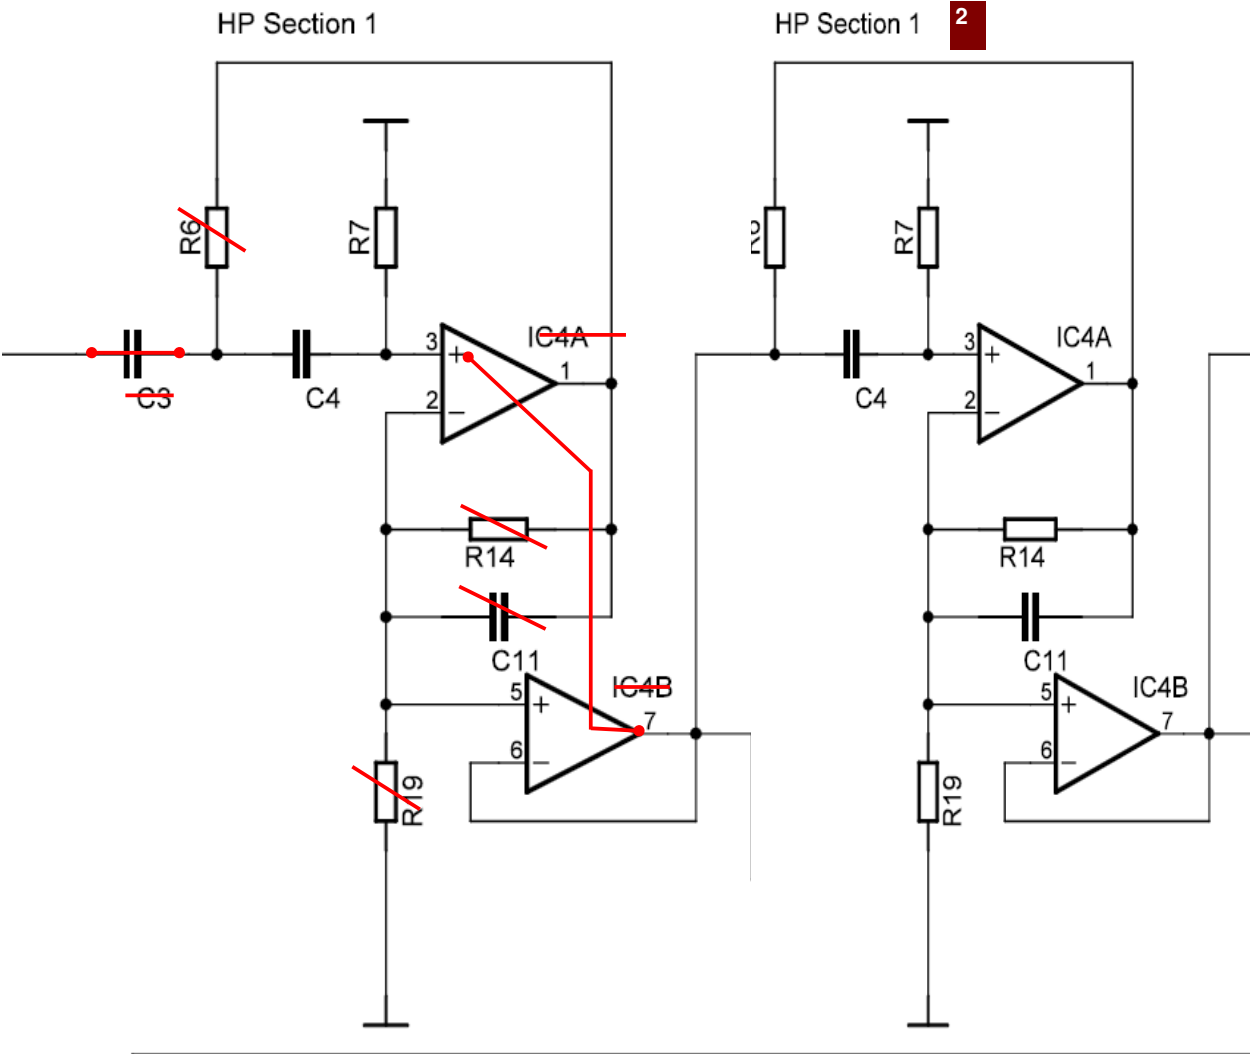 HP Section 1
HP Section 1 2
R6
R7
R7
3
IC4A
1
2
C3
C4
3
IC4A
1
2
C4
R14
R14
C11
C11
5
IC4B
7
6
5
IC4B
7
6
R19
R19
+
−
+
−
+
−
+
−